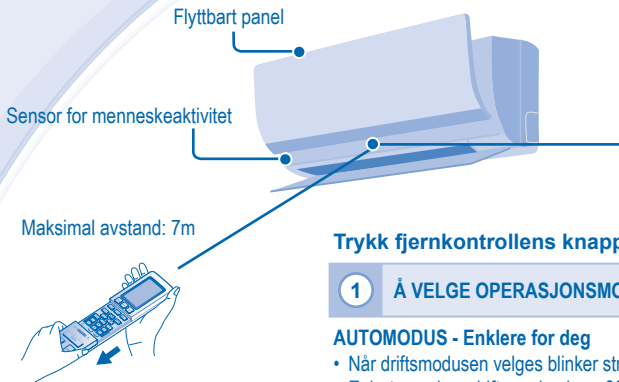 Flyttbart panel
Sensor for menneskeaktivitet
Maksimal avstand: 7m
Trykk fjernkontrollens knapp
1 Å VELGE OPERASJONSMO
AUTOMODUS - Enklere for deg
• Når driftsmodusen velges blinker str